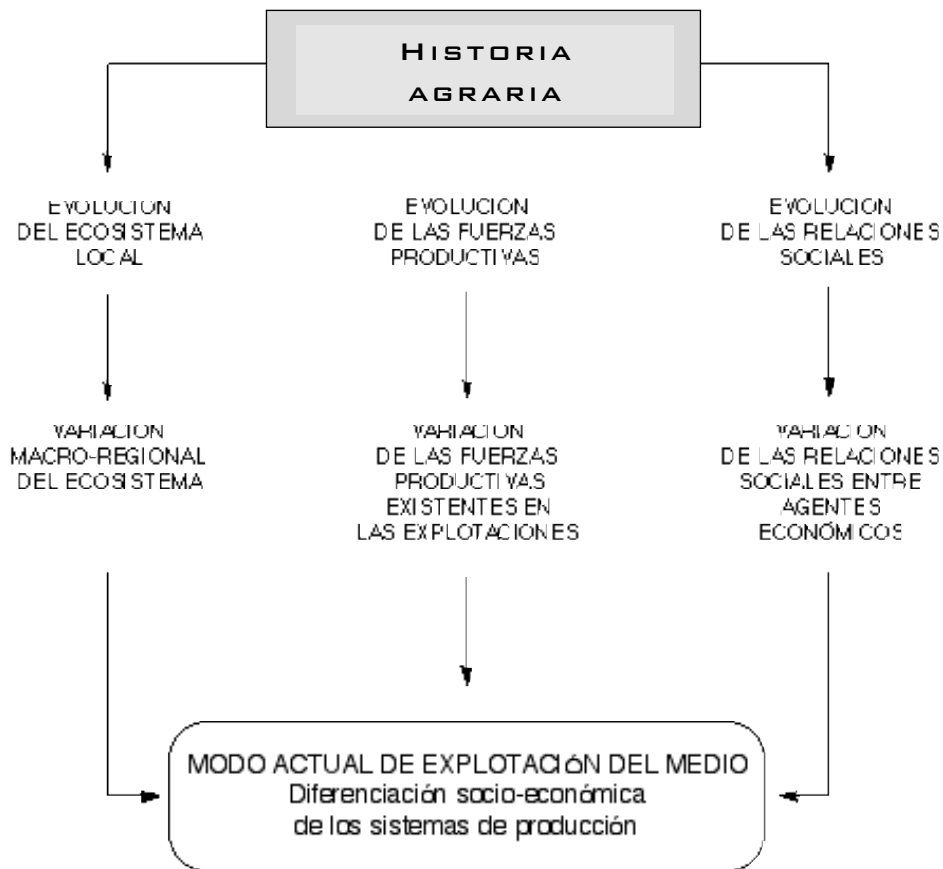 HISTORIA
AGRARIA
EVOLUCION
DEL ECOSISTEMA
LOCAL
EVOLUCION
DE LAS FUERZAS
PRODUCTIVAS
EVOLUCION
DE LAS RELACIONES
SOCIALES
VARIACION
MACRO-REGIONAL
DEL ECOSISTEMA
VARIACION
DE LAS FUERZAS
PRODUCTIVAS
EXISTENTES EN
LAS EXPLOTACIONES
VARIACION
DE LAS RELACIONES
SOCIALES ENTRE
AGENTES
ECONÓMICOS
MODO ACTUAL DE EXPLOTACIóN DEL MEDIO
Diferenciación socio-económica
de los sistemas de producción